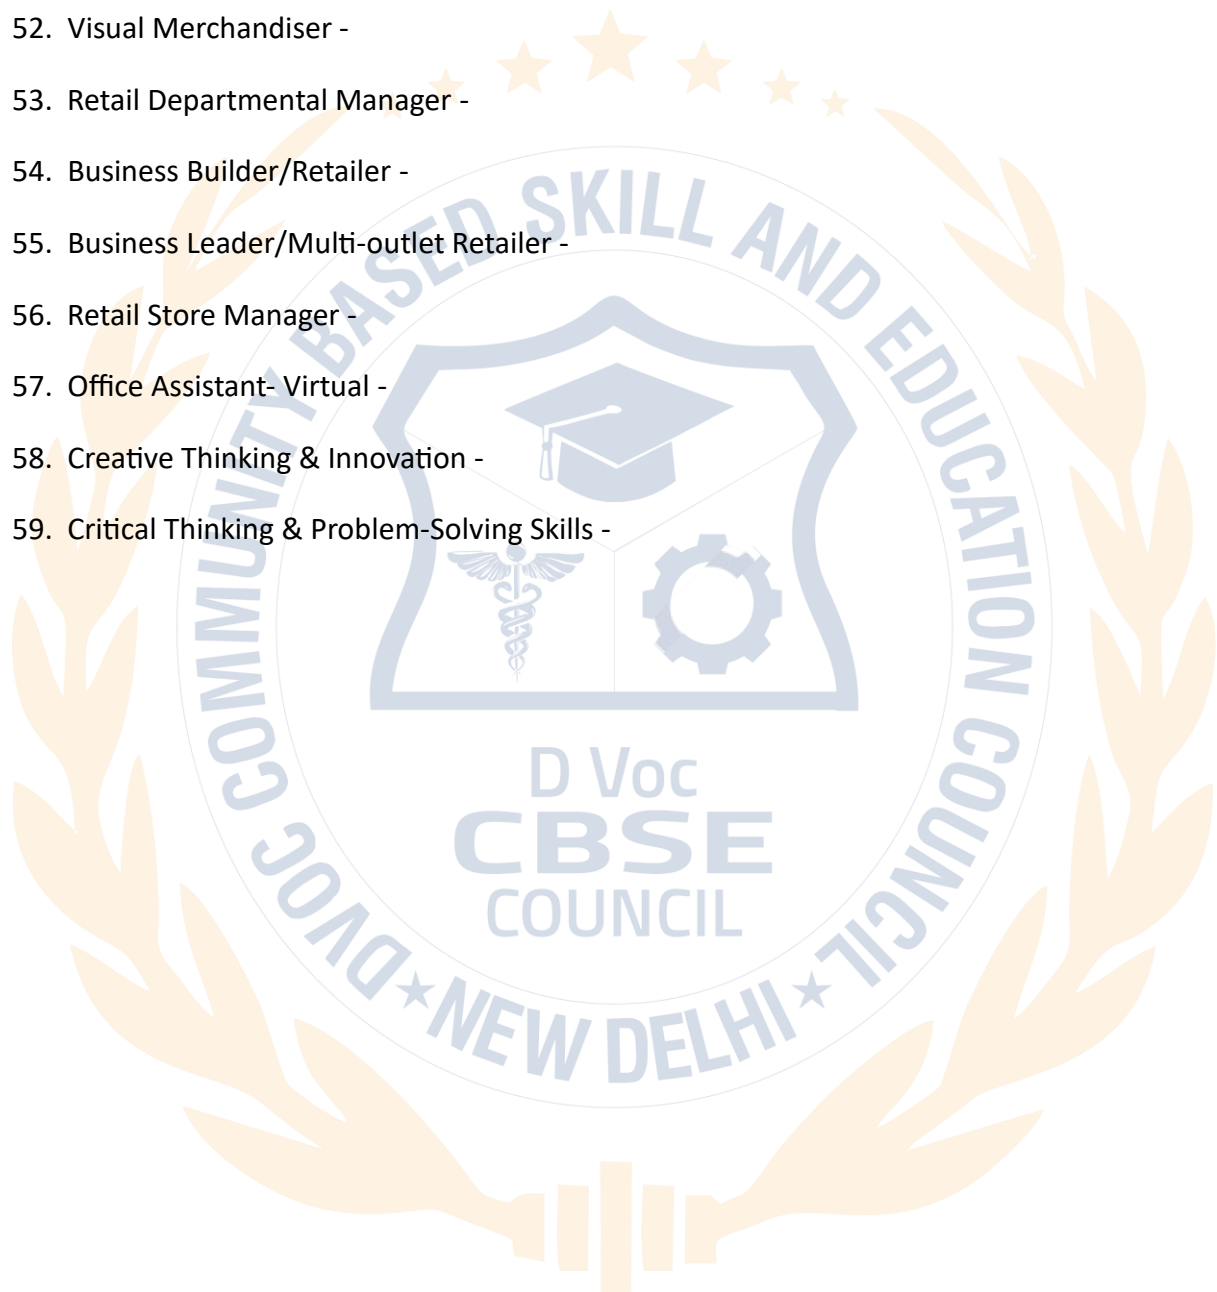 52. Visual Merchandiser -
53. Retail Departmental Manager -
54. Business Builder/Retailer -
55. Business Leader/Multi-outlet Retailer -
56. Retail Store Manager -
57. Office Assistant- Virtual -
58. Creative Thinking & Innovation -
59. Critical Thinking & Problem-Solving Skills -
DVOC COMMUNITY BASED SKILL AND EDUCATION COUNCIL
D Voc
CBSE
COUNCIL
NEW DELHI